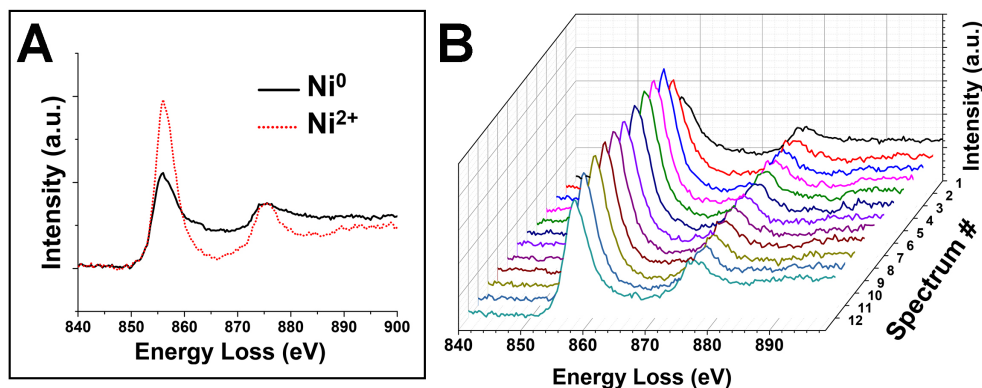 A
Intensity (a.u.)
Ni⁰
Ni²⁺
840 850 860 870 880 890 900
Energy Loss (eV)
B
Intensity (a.u.)
1
2
3
4
5
6
7
8
9
10
11
12
Spectrum #
840 850 860 870 880 890
Energy Loss (eV)